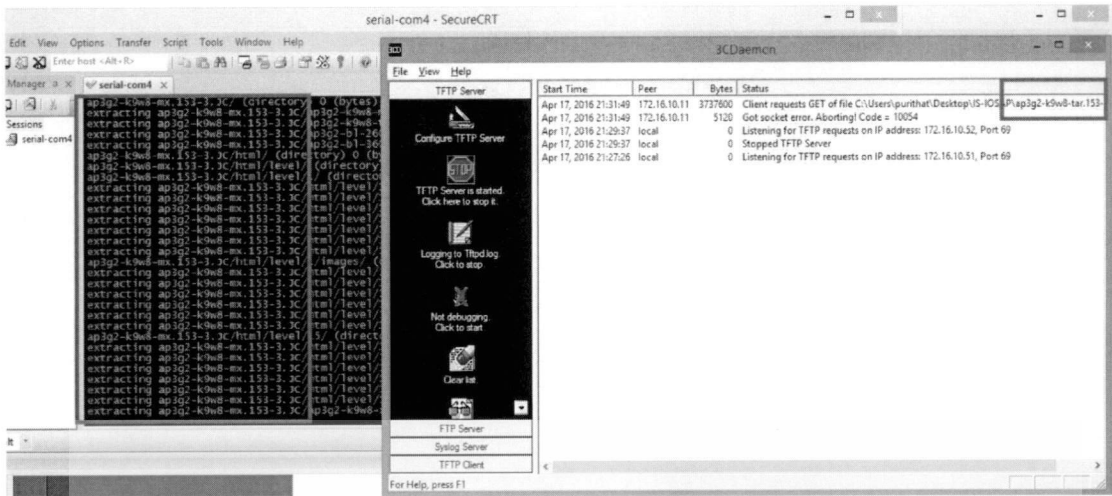 serial-com4 - SecureCRT
Edit View Options Transfer Script Tools Window Help
Enter host <Alt+R>
Manager
serial-com4
Sessions
serial-com4
ap3g2-k9w8-mx.153-3.JC/ (directory) 0 (bytes)
extracting ap3g2-k9w8-mx.153-3.JC/
extracting ap3g2-k9w8-mx.153-3.JC/
extracting ap3g2-k9w8-mx.153-3.JC/
extracting ap3g2-k9w8-mx.153-3.JC/
ap3g2-k9w8-mx.153-3.JC/html/ (directory) 0
ap3g2-k9w8-mx.153-3.JC/html/level/ (directory)
ap3g2-k9w8-mx.153-3.JC/html/level/
extracting ap3g2-k9w8-mx.153-3.JC/html/level/
extracting ap3g2-k9w8-mx.153-3.JC/html/level/
extracting ap3g2-k9w8-mx.153-3.JC/html/level/
extracting ap3g2-k9w8-mx.153-3.JC/html/level/
extracting ap3g2-k9w8-mx.153-3.JC/html/level/
extracting ap3g2-k9w8-mx.153-3.JC/html/level/
ap3g2-k9w8-mx.153-3.JC/html/level/ /images/
extracting ap3g2-k9w8-mx.153-3.JC/html/level/
extracting ap3g2-k9w8-mx.153-3.JC/html/level/
extracting ap3g2-k9w8-mx.153-3.JC/html/level/
extracting ap3g2-k9w8-mx.153-3.JC/html/level/
extracting ap3g2-k9w8-mx.153-3.JC/html/level/
extracting ap3g2-k9w8-mx.153-3.JC/html/level/
ap3g2-k9w8-mx.153-3.JC/html/level/15/
extracting ap3g2-k9w8-mx.153-3.JC/html/level/
extracting ap3g2-k9w8-mx.153-3.JC/html/level/
extracting ap3g2-k9w8-mx.153-3.JC/html/level/
extracting ap3g2-k9w8-mx.153-3.JC/html/level/
extracting ap3g2-k9w8-mx.153-3.JC/html/level/
extracting ap3g2-k9w8-mx.153-3.JC/
3CD
3CDaemon
File View Help
TFTP Server
Configure TFTP Server
STOP
TFTP Server is started.
Click here to stop it.
Logging to Tftpd.log.
Click to stop.
Not debugging.
Click to start
Clear list.
FTP Server
Syslog Server
TFTP Client
Start Time Peer Bytes Status
Apr 17, 2016 21:31:49 172.16.10.11 3737600 Client requests GET of file C:\Users\purithat\Desktop\IS-IOS AP\ap3g2-k9w8-tar.153-
Apr 17, 2016 21:31:49 172.16.10.11 5120 Got socket error. Aborting! Code = 10054
Apr 17, 2016 21:29:37 local 0 Listening for TFTP requests on IP address: 172.16.10.52, Port 69
Apr 17, 2016 21:29:37 local 0 Stopped TFTP Server
Apr 17, 2016 21:27:26 local 0 Listening for TFTP requests on IP address: 172.16.10.51, Port 69
For Help, press F1